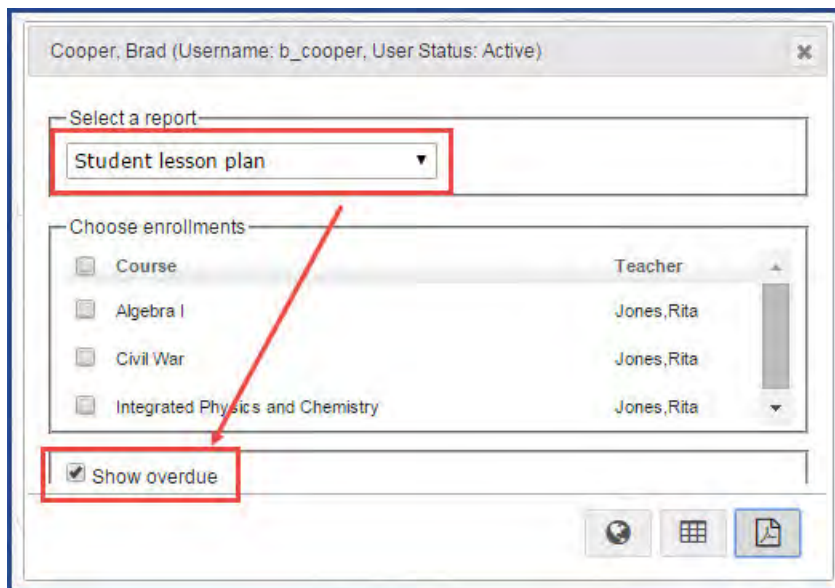 Cooper, Brad (Username: b_cooper, User Status: Active)
Select a report
Student lesson plan
Choose enrollments
Course Teacher
Algebra I Jones,Rita
Civil War Jones,Rita
Integrated Physics and Chemistry Jones,Rita
Show overdue